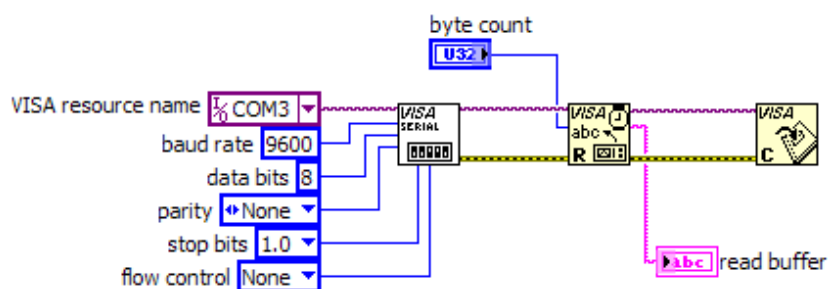 byte count
U32
VISA resource name I/O COM3
VISA SERIAL
VISA abc R
VISA C
baud rate 9600
data bits 8
parity None
stop bits 1.0
flow control None
abc read buffer